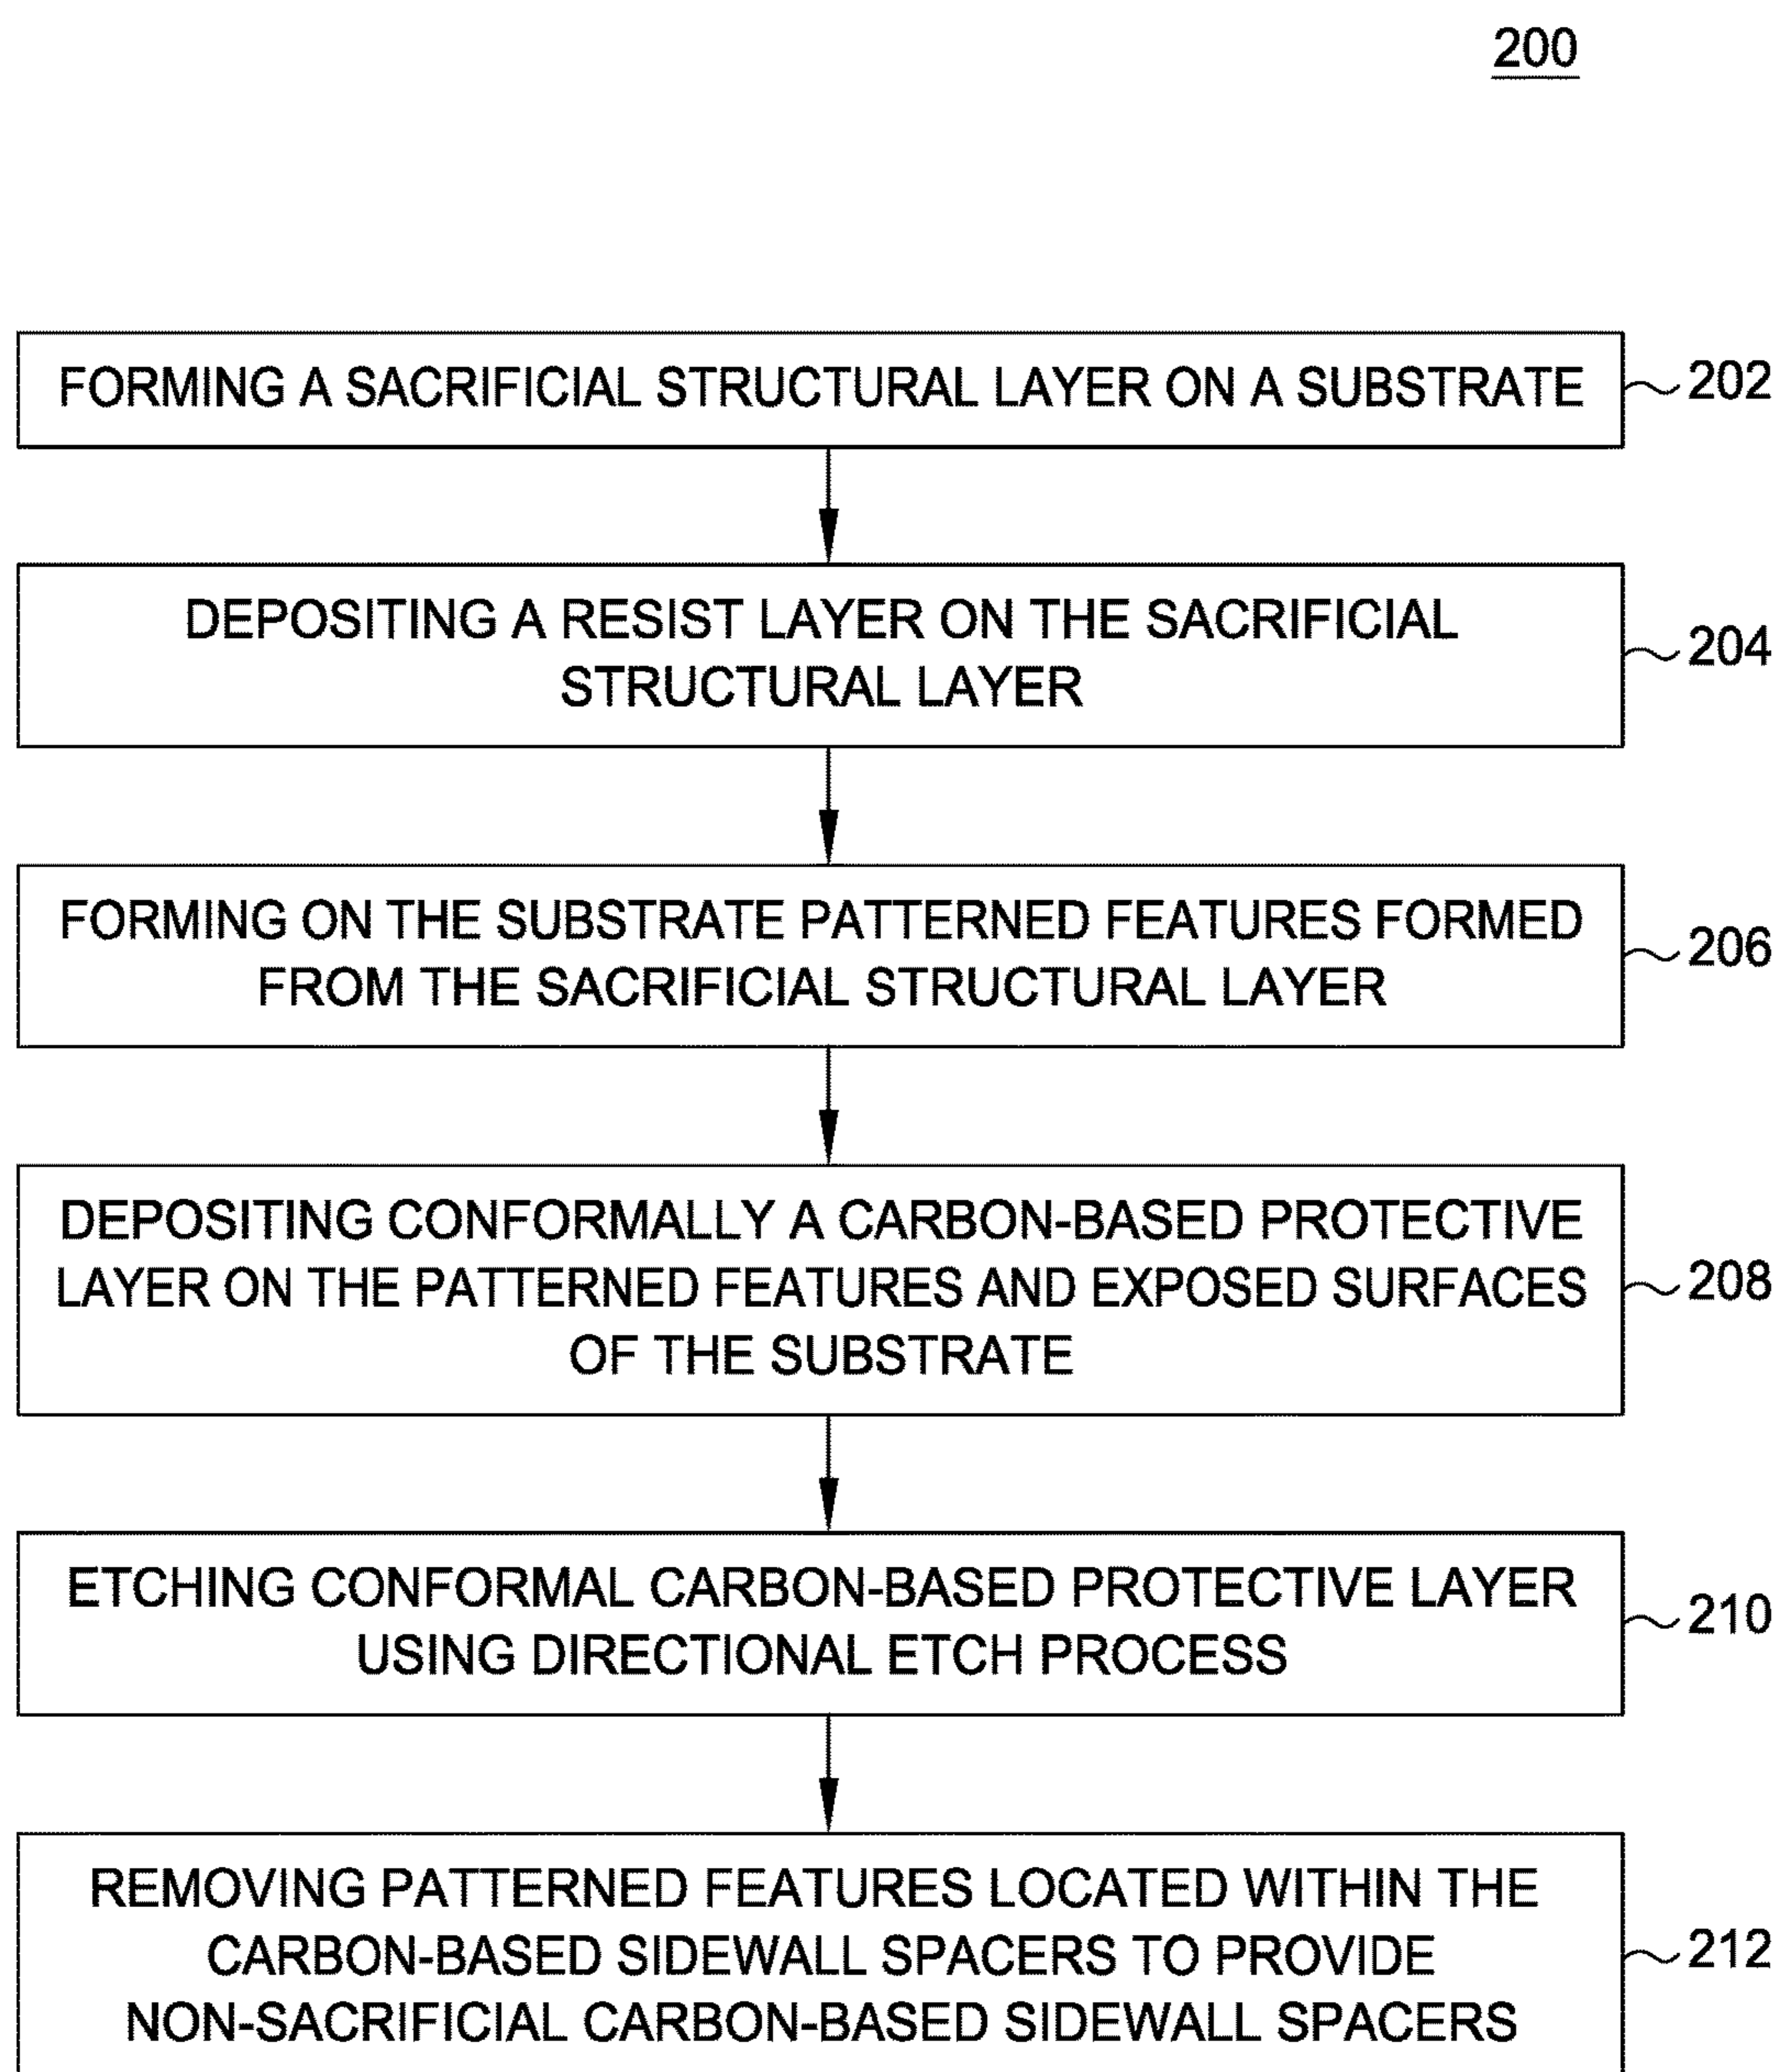 200
FORMING A SACRIFICIAL STRUCTURAL LAYER ON A SUBSTRATE
202
DEPOSITING A RESIST LAYER ON THE SACRIFICIAL
STRUCTURAL LAYER
204
FORMING ON THE SUBSTRATE PATTERNED FEATURES FORMED
FROM THE SACRIFICIAL STRUCTURAL LAYER
206
DEPOSITING CONFORMALLY A CARBON-BASED PROTECTIVE
LAYER ON THE PATTERNED FEATURES AND EXPOSED SURFACES
OF THE SUBSTRATE
208
ETCHING CONFORMAL CARBON-BASED PROTECTIVE LAYER
USING DIRECTIONAL ETCH PROCESS
210
REMOVING PATTERNED FEATURES LOCATED WITHIN THE
CARBON-BASED SIDEWALL SPACERS TO PROVIDE
NON-SACRIFICIAL CARBON-BASED SIDEWALL SPACERS
212